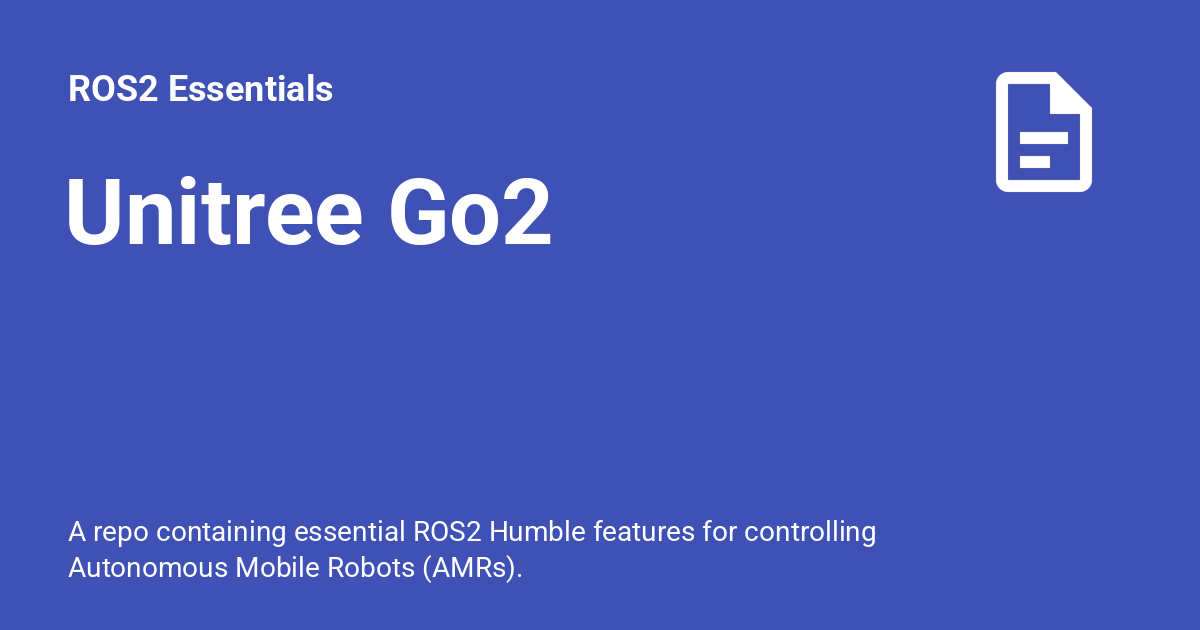 ROS2 Essentials
Unitree Go2
A repo containing essential ROS2 Humble features for controlling
Autonomous Mobile Robots (AMRs).